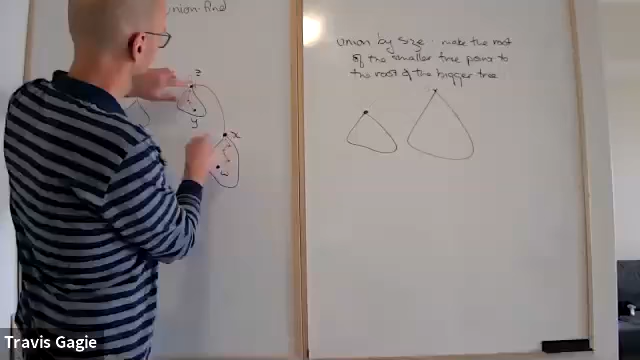 union-find
z
y
x
w
union by size: make the root
of the smaller tree point to
the root of the bigger tree.
Travis Gagie